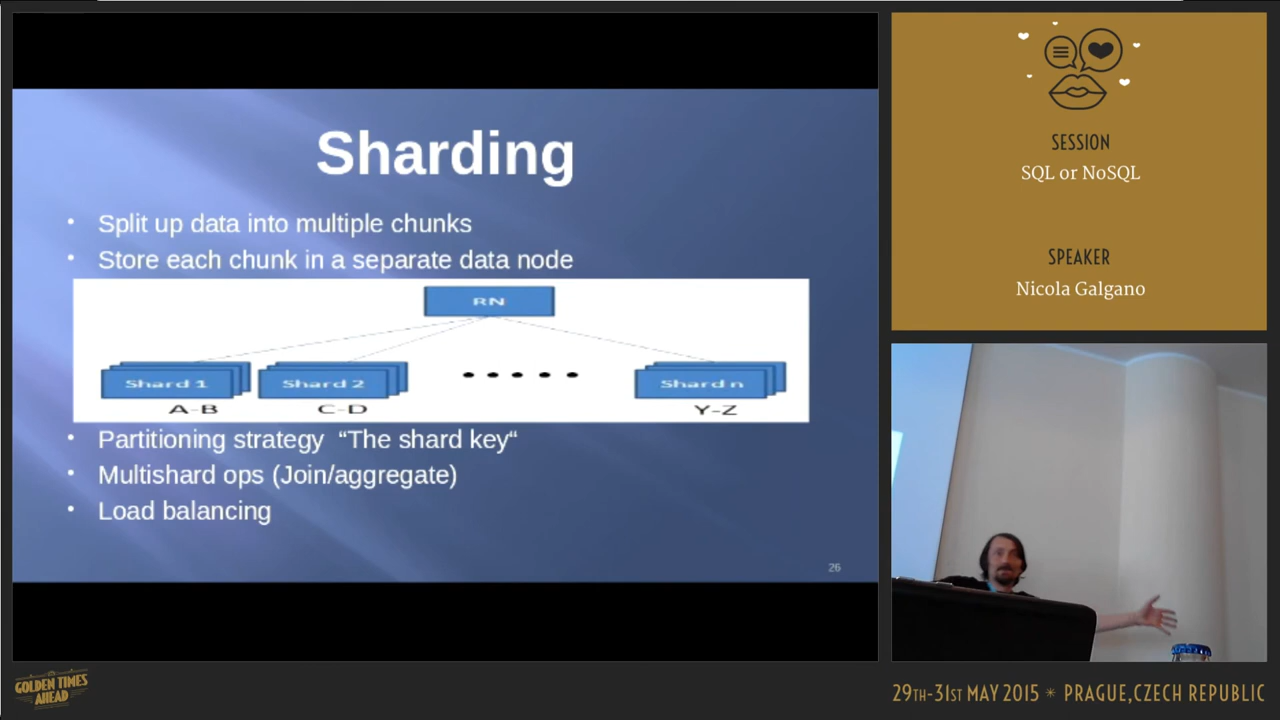 Sharding
• Split up data into multiple chunks
• Store each chunk in a separate data node
RN
Shard 1
Shard 2
Shard n
A-B
C-D
Y-Z
• Partitioning strategy “The shard key“
• Multishard ops (Join/aggregate)
• Load balancing
26
SESSION
SQL or NoSQL
SPEAKER
Nicola Galgano
GOLDEN TIMES
AHEAD
29TH-31ST MAY 2015 * PRAGUE, CZECH REPUBLIC